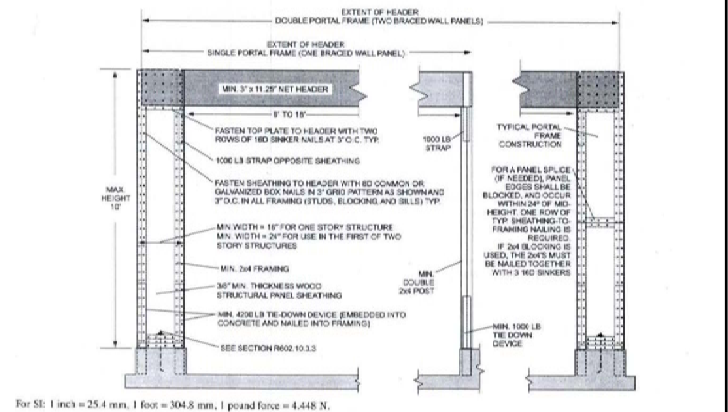 EXTENT OF HEADER
DOUBLE PORTAL FRAME (TWO BRACED WALL PANELS)
EXTENT OF HEADER
SINGLE PORTAL FRAME (ONE BRACED WALL PANEL)
MIN. 3" x 11.25" NET HEADER
6' TO 18'
FASTEN TOP PLATE TO HEADER WITH TWO
ROWS OF 16D SINKER NAILS AT 3" O.C. TYP.
1000 LB STRAP OPPOSITE SHEATHING
FASTEN SHEATHING TO HEADER WITH 8D COMMON OR
GALVANIZED BOX NAILS IN 3" GRID PATTERN AS SHOWN AND
3" O.C. IN ALL FRAMING (STUDS, BLOCKING, AND SILLS) TYP.
MIN. WIDTH = 16" FOR ONE STORY STRUCTURE
MIN. WIDTH = 24" FOR USE IN THE FIRST OF TWO
STORY STRUCTURES
MIN. 2x4 FRAMING
3/8" MIN. THICKNESS WOOD
STRUCTURAL PANEL SHEATHING
MIN. 4200 LB TIE-DOWN DEVICE (EMBEDDED INTO
CONCRETE AND NAILED INTO FRAMING)
SEE SECTION R602.10.3.3
MAX.
HEIGHT
10'
1000 LB
STRAP
MIN.
DOUBLE
2x4 POST
MIN. 1000 LB
TIE DOWN
DEVICE
TYPICAL PORTAL
FRAME
CONSTRUCTION
FOR A PANEL SPLICE
(IF NEEDED), PANEL
EDGES SHALL BE
BLOCKED, AND OCCUR
WITHIN 24" OF MID-
HEIGHT. ONE ROW OF
TYP. SHEATHING-TO-
FRAMING NAILING IS
REQUIRED.
IF 2x4 BLOCKING IS
USED, THE 2x4'S MUST
BE NAILED TOGETHER
WITH 3 16D SINKERS
For SI: 1 inch = 25.4 mm, 1 foot = 304.8 mm, 1 pound force = 4.448 N.